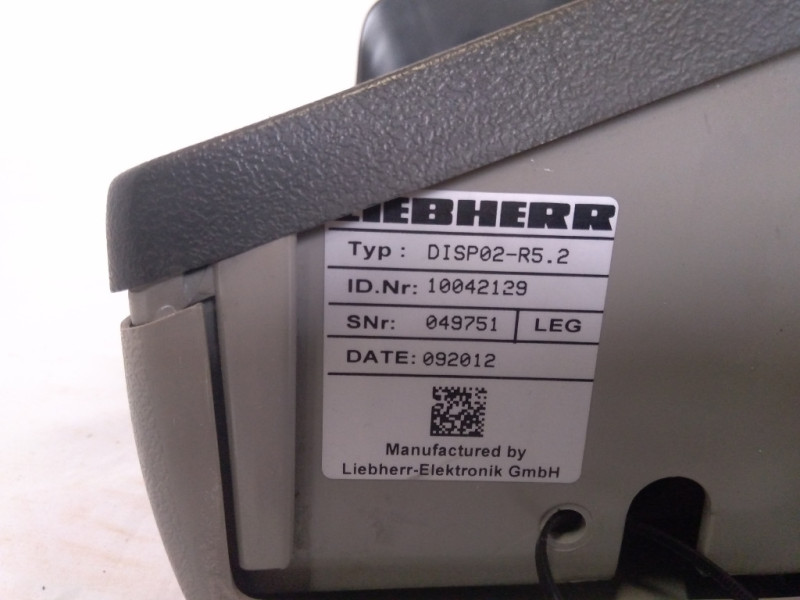 LIEBHERR
Typ: DISP02-R5.2
ID.Nr: 10042129
SNr: 049751 LEG
DATE: 092012
Manufactured by
Liebherr-Elektronik GmbH